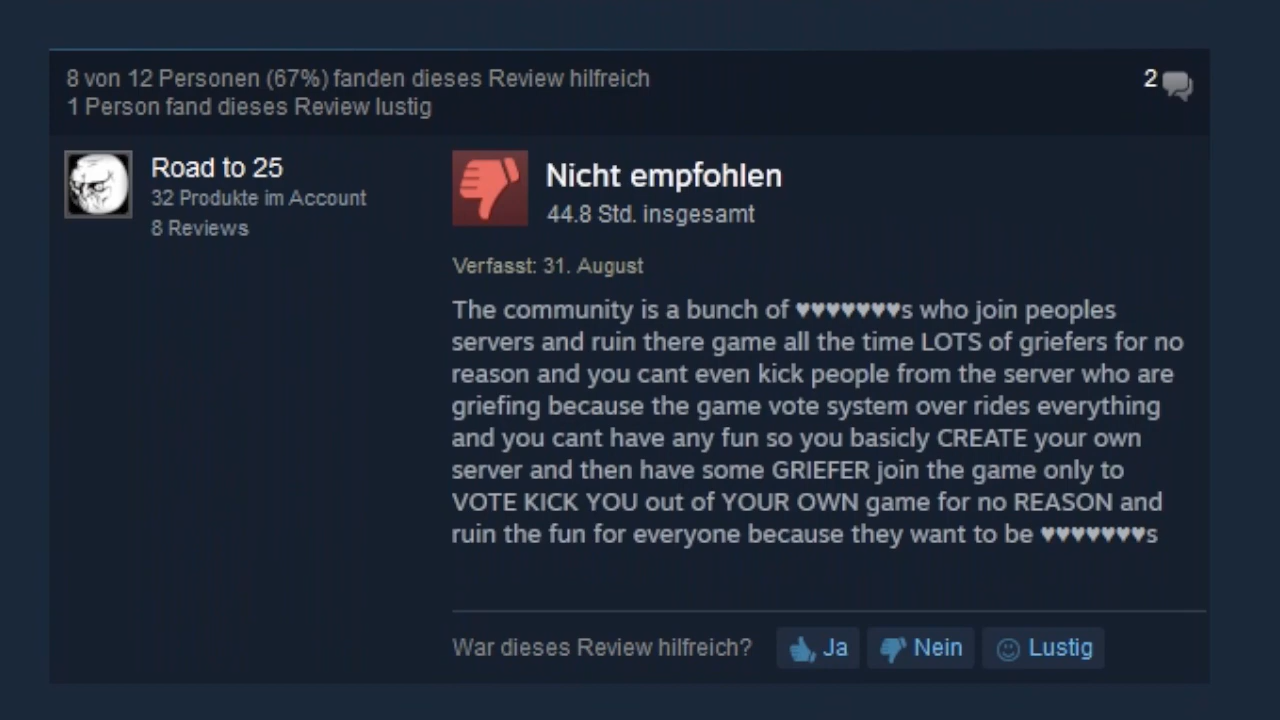 8 von 12 Personen (67%) fanden dieses Review hilfreich
1 Person fand dieses Review lustig
2
Road to 25
32 Produkte im Account
8 Reviews
Nicht empfohlen
44.8 Std. insgesamt
Verfasst: 31. August
The community is a bunch of ♥♥♥♥♥♥♥s who join peoples
servers and ruin there game all the time LOTS of griefers for no
reason and you cant even kick people from the server who are
griefing because the game vote system over rides everything
and you cant have any fun so you basicly CREATE your own
server and then have some GRIEFER join the game only to
VOTE KICK YOU out of YOUR OWN game for no REASON and
ruin the fun for everyone because they want to be ♥♥♥♥♥♥♥s
War dieses Review hilfreich? Ja Nein Lustig